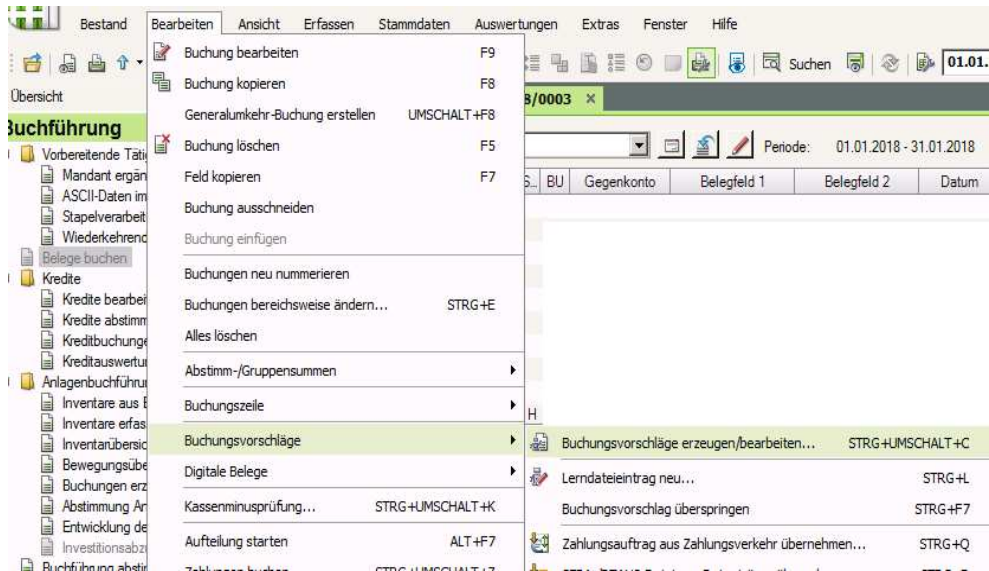 Bestand Bearbeiten Ansicht Erfassen Stammdaten Auswertungen Extras Fenster Hilfe
Suchen 01.01.
Übersicht
8/0003 ×
Buchführung
Periode: 01.01.2018 - 31.01.2018
BU Gegenkonto Belegfeld 1 Belegfeld 2 Datum
Vorbereitende Täti
Mandant ergän
ASCII-Daten im
Stapelverarbeit
Wiederkehrend
Belege buchen
Kredite
Kredite bearbei
Kredite abstimm
Kreditbuchunge
Kreditauswertu
Anlagenbuchführu
Inventare aus
Inventare erfas
Inventarübersic
Bewegungsübe
Buchungen erz
Abstimmung An
Entwicklung de
Investitionsabz
Buchführung abstim
Buchung bearbeiten F9
Buchung kopieren F8
Generalumkehr-Buchung erstellen UMSCHALT+F8
Buchung löschen F5
Feld kopieren F7
Buchung ausschneiden
Buchung einfügen
Buchungen neu nummerieren
Buchungen bereichsweise ändern... STRG+E
Alles löschen
Abstimm-/Gruppensummen
Buchungszeile
H
Buchungsvorschläge
Digitale Belege
Kassenminusprüfung... STRG+UMSCHALT+K
Aufteilung starten ALT+F7
Zahlungen buchen STRG+UMSCHALT+Z
Buchungsvorschläge erzeugen/bearbeiten... STRG+UMSCHALT+C
Lerndateieintrag neu... STRG+L
Buchungsvorschlag überspringen STRG+F7
Zahlungsauftrag aus Zahlungsverkehr übernehmen... STRG+Q